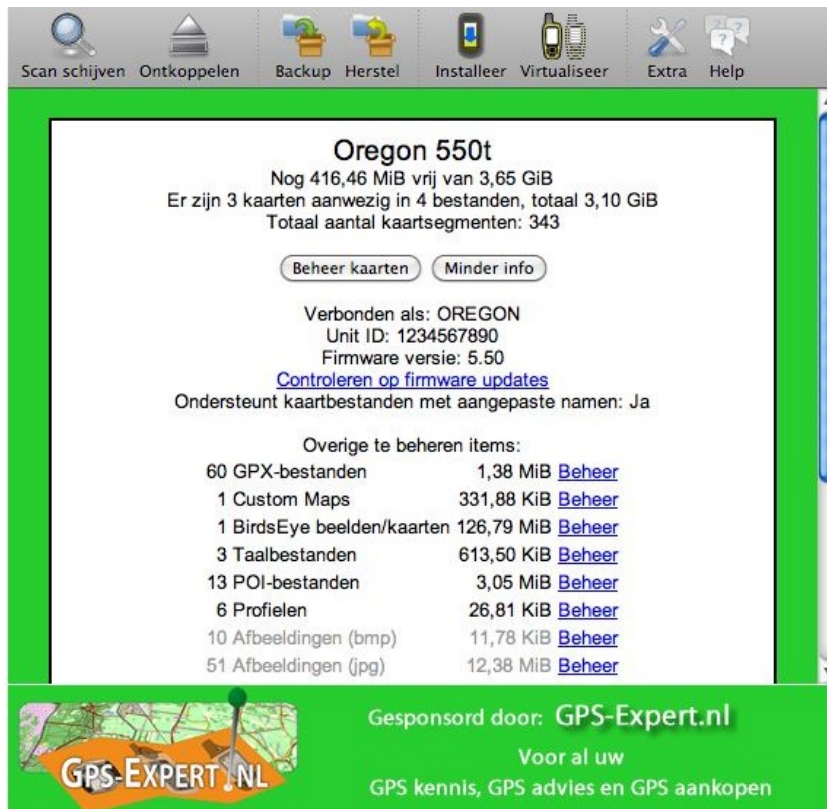 Scan schijven Ontkoppelen Backup Herstel Installeer Virtualiseer Extra Help
Oregon 550t
Nog 416,46 MiB vrij van 3,65 GiB
Er zijn 3 kaarten aanwezig in 4 bestanden, totaal 3,10 GiB
Totaal aantal kaartsegmenten: 343
Beheer kaarten Minder info
Verbonden als: OREGON
Unit ID: 1234567890
Firmware versie: 5.50
Controleren op firmware updates
Ondersteunt kaartbestanden met aangepaste namen: Ja
Overige te beheren items:
60 GPX-bestanden 1,38 MiB Beheer
1 Custom Maps 331,88 KiB Beheer
1 BirdsEye beelden/kaarten 126,79 MiB Beheer
3 Taalbestanden 613,50 KiB Beheer
13 POI-bestanden 3,05 MiB Beheer
6 Profielen 26,81 KiB Beheer
10 Afbeeldingen (bmp) 11,78 KiB Beheer
51 Afbeeldingen (jpg) 12,38 MiB Beheer
GPS-EXPERT NL
Gesponsord door: GPS-Expert.nl
Voor al uw
GPS kennis, GPS advies en GPS aankopen